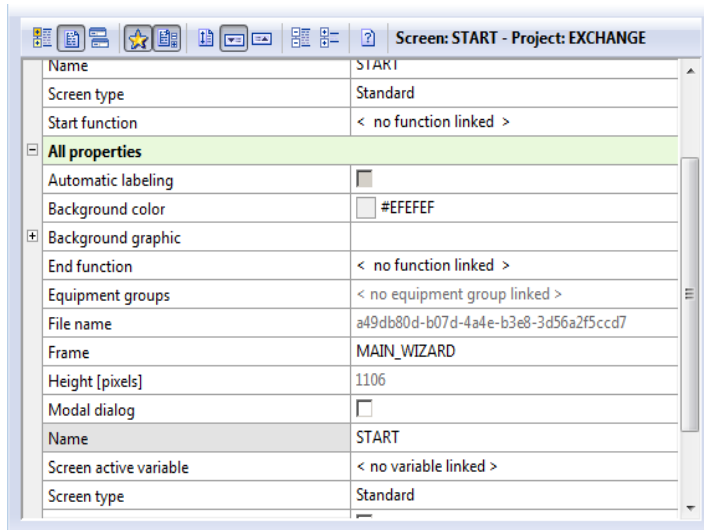 Screen: START - Project: EXCHANGE
Name START
Screen type Standard
Start function < no function linked >
All properties
Automatic labeling
Background color #EFEFEF
Background graphic
End function < no function linked >
Equipment groups < no equipment group linked >
File name a49db80d-b07d-4a4e-b3e8-3d56a2f5ccd7
Frame MAIN_WIZARD
Height [pixels] 1106
Modal dialog
Name START
Screen active variable < no variable linked >
Screen type Standard